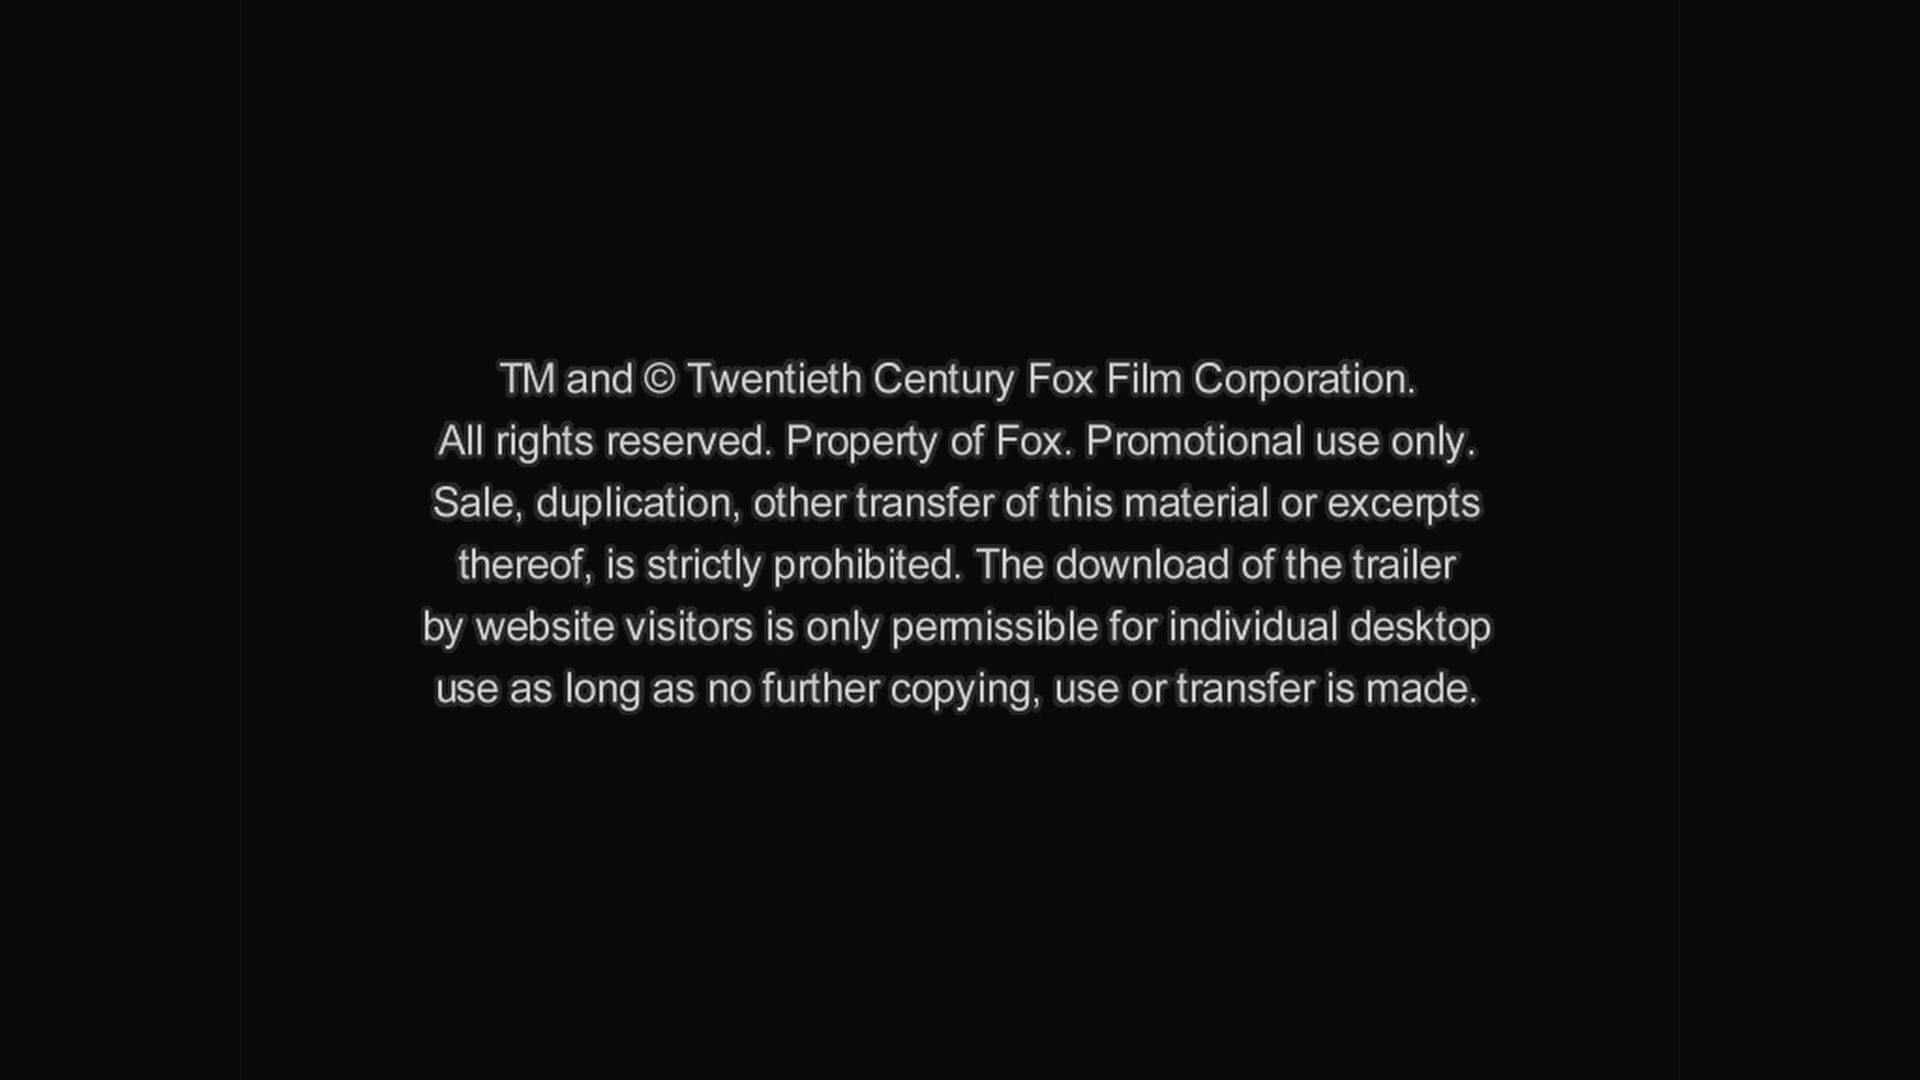 TM and © Twentieth Century Fox Film Corporation.
All rights reserved. Property of Fox. Promotional use only.
Sale, duplication, other transfer of this material or excerpts
thereof, is strictly prohibited. The download of the trailer
by website visitors is only permissible for individual desktop
use as long as no further copying, use or transfer is made.